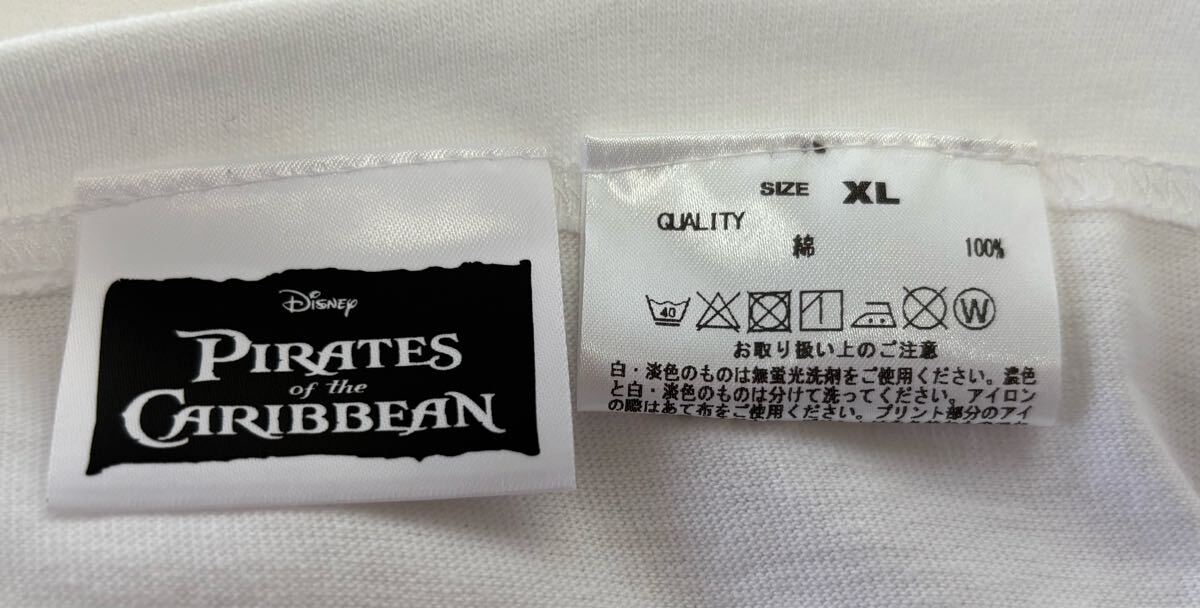 Disney
PIRATES
of the
CARIBBEAN
SIZE XL
QUALITY
綿 100%
40
W
お取り扱い上のご注意
白・淡色のものは無蛍光洗剤をご使用ください。濃色
と白・淡色のものは分けて洗ってください。アイロン
の際はあて布をご使用ください。プリント部分のアイ